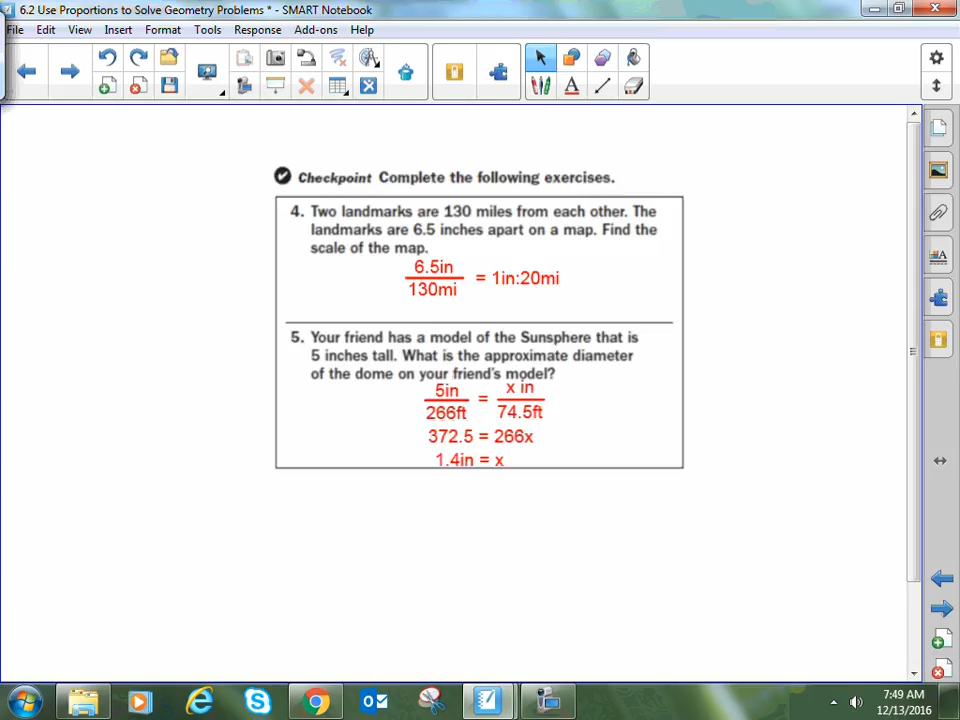 6.2 Use Proportions to Solve Geometry Problems * - SMART Notebook
File Edit View Insert Format Tools Response Add-ons Help
Checkpoint Complete the following exercises.
4. Two landmarks are 130 miles from each other. The
landmarks are 6.5 inches apart on a map. Find the
scale of the map.
6.5in
= 1in:20mi
130mi
5. Your friend has a model of the Sunsphere that is
5 inches tall. What is the approximate diameter
of the dome on your friend's model?
5in = x in
266ft 74.5ft
372.5 = 266x
1.4in = x
7:49 AM
12/13/2016